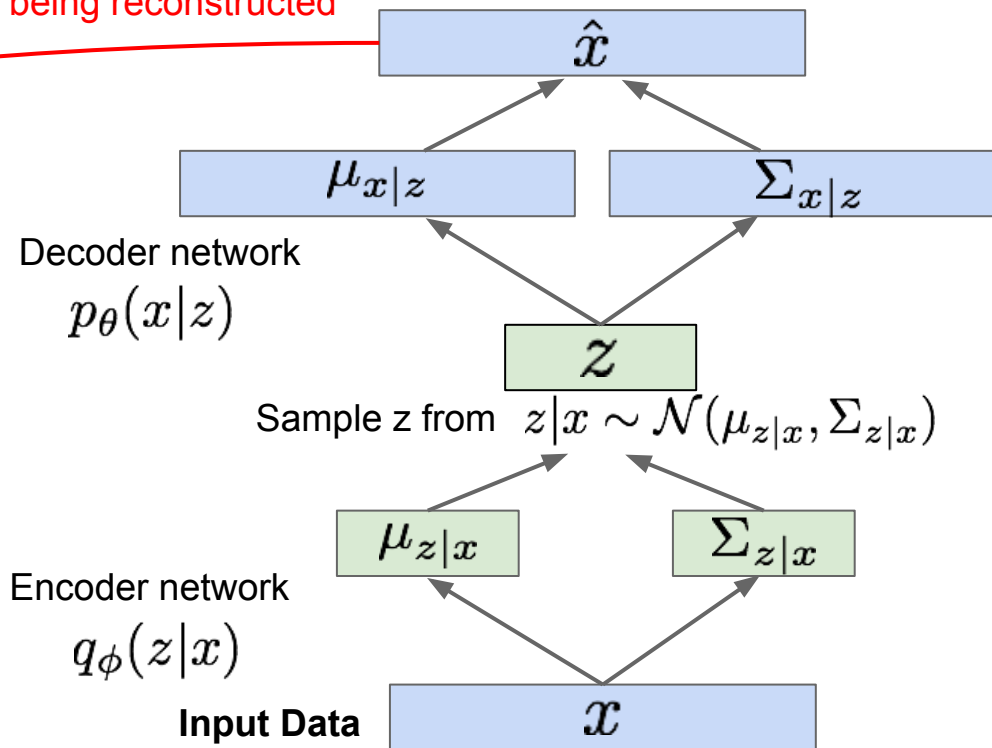 being reconstructed
x̂
μ_{x|z}
Σ_{x|z}
Decoder network
p_θ(x|z)
z
Sample z from z|x ∼ 𝒩(μ_{z|x}, Σ_{z|x})
μ_{z|x}
Σ_{z|x}
Encoder network
q_ϕ(z|x)
Input Data
x